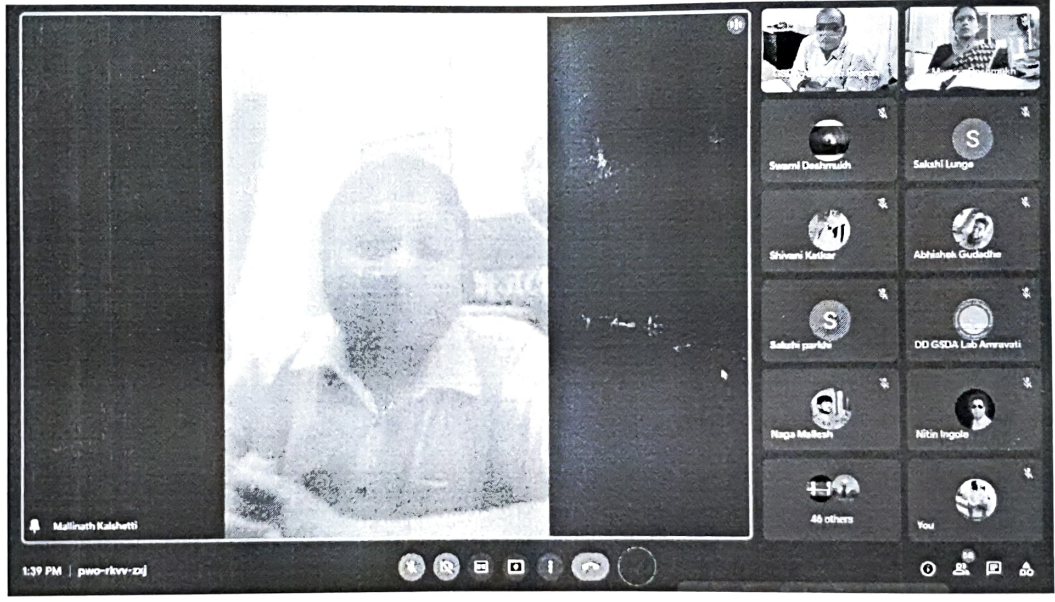 Swami Deshmukh
S
Sakshi Lunge
Shivani Katkar
Abhishek Gudadhe
S
Sakshi parkhi
DD GSDA Lab Amravati
Naga Mallesh
Nitin Ingole
46 others
You
Mallinath Kalshetti
1:39 PM | pwo-rkvv-zxj